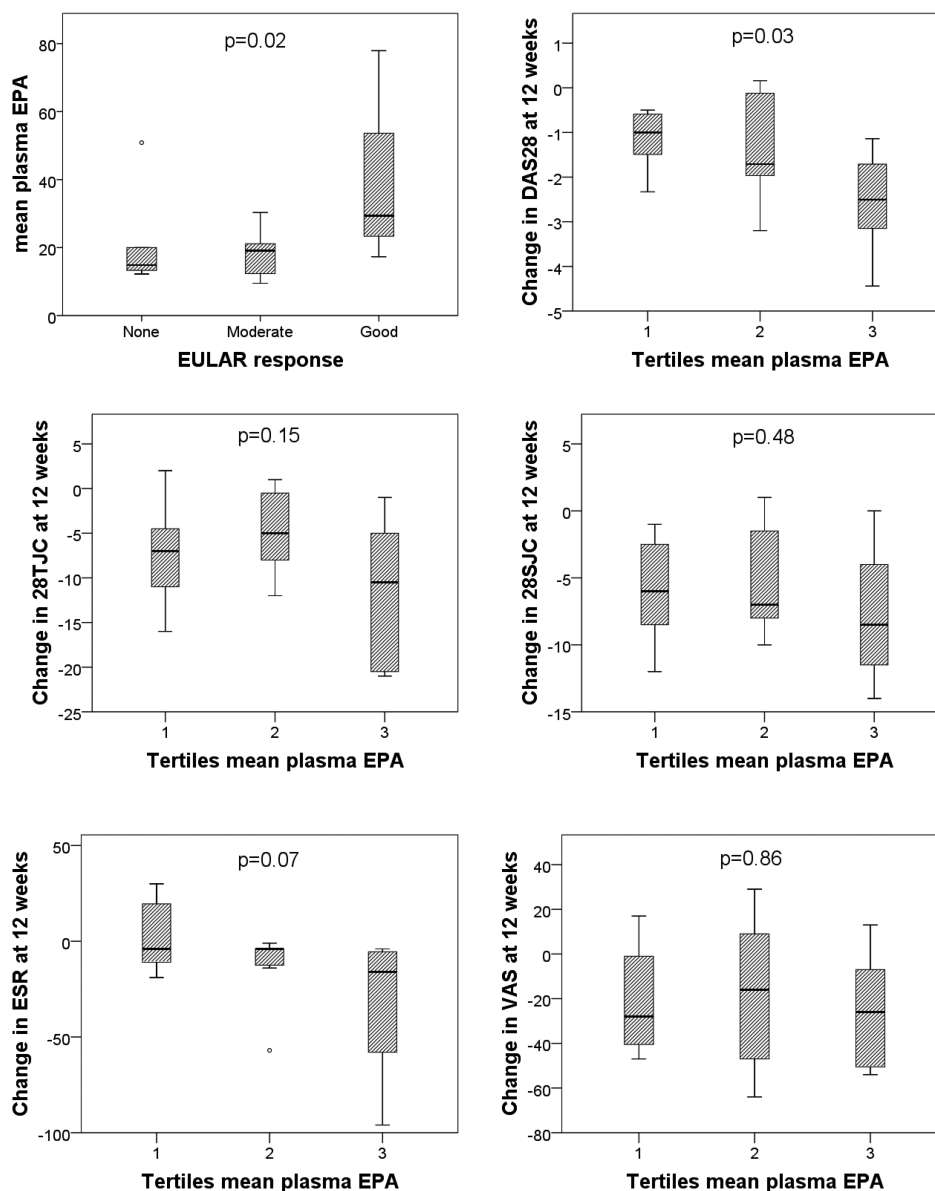 p=0.02
mean plasma EPA
80
60
40
20
0
None Moderate Good
EULAR response
p=0.03
Change in DAS28 at 12 weeks
1
0
-1
-2
-3
-4
-5
1 2 3
Tertiles mean plasma EPA
p=0.15
Change in 28TJC at 12 weeks
5
0
-5
-10
-15
-20
-25
1 2 3
Tertiles mean plasma EPA
p=0.48
Change in 28SJC at 12 weeks
5
0
-5
-10
-15
1 2 3
Tertiles mean plasma EPA
p=0.07
Change in ESR at 12 weeks
50
0
-50
-100
1 2 3
Tertiles mean plasma EPA
p=0.86
Change in VAS at 12 weeks
40
20
0
-20
-40
-60
-80
1 2 3
Tertiles mean plasma EPA